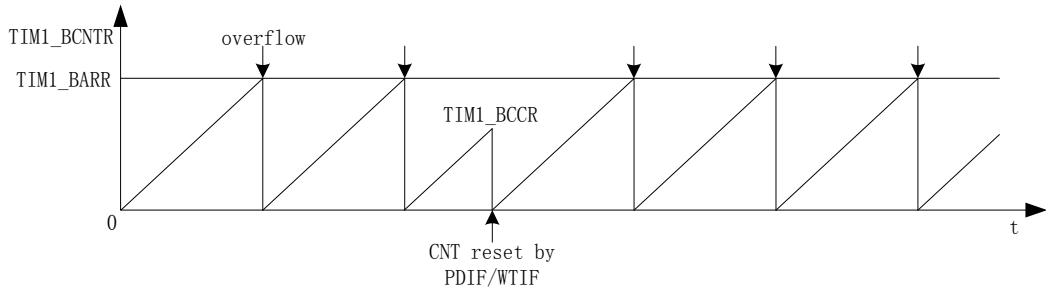 TIM1_BCNTR
overflow
TIM1_BARR
TIM1_BCCR
0
t
CNT reset by
PDIF/WTIF